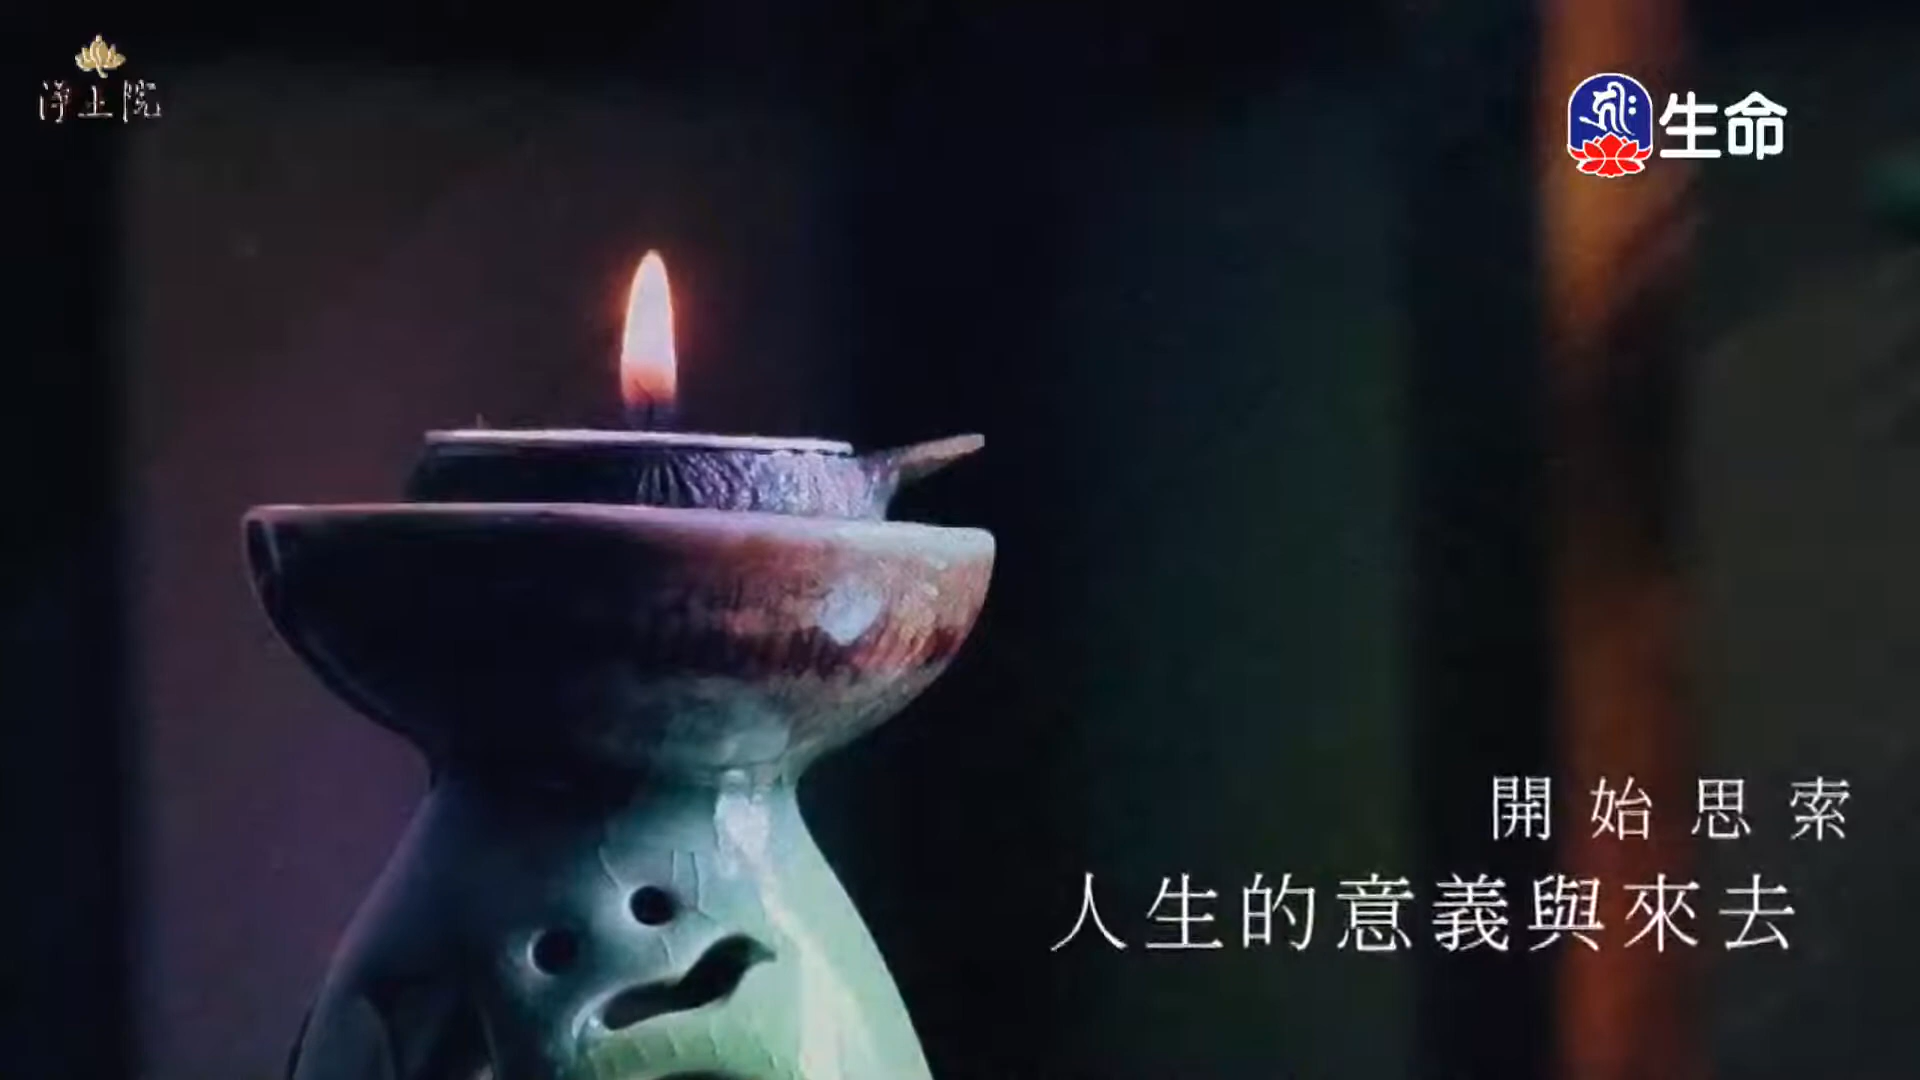 淨土院
生命
開始思索
人生的意義與來去